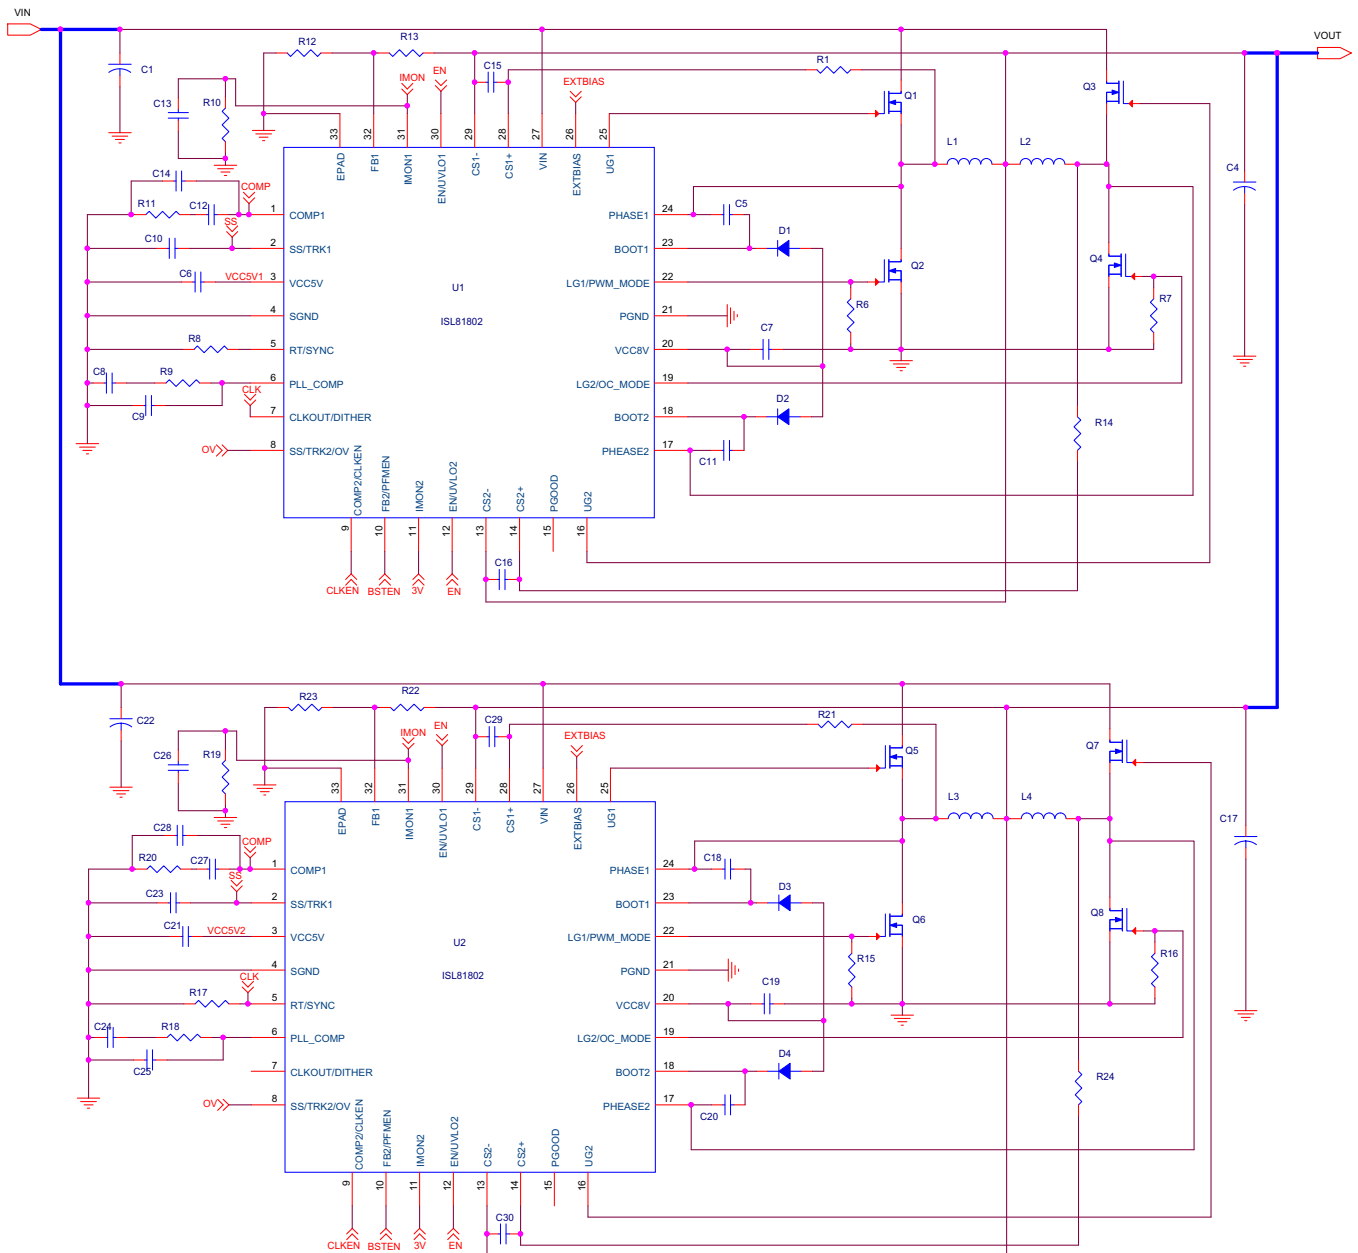 VIN
VOUT
C1
R12
R13
C13
R10
IMON
EN
C15
EXTBIAS
R1
Q1
Q3
33
32
31
30
29
28
27
26
25
EPAD
FB1
IMON1
EN/UVLO1
CS1-
CS1+
VIN
EXTBIAS
UG1
L1
L2
C4
C14
COMP
R11
C12
SS
C10
C6
VCC5V1
R8
C8
R9
C9
CLK
OV
1
COMP1
2
SS/TRK1
3
VCC5V
4
SGND
5
RT/SYNC
6
PLL_COMP
7
CLKOUT/DITHER
8
SS/TRK2/OV
U1
ISL81802
PHASE1
24
BOOT1
23
LG1/PWM_MODE
22
PGND
21
VCC8V
20
LG2/OC_MODE
19
BOOT2
18
PHEASE2
17
C5
D1
Q2
Q4
R6
R7
C7
D2
C11
R14
COMP2/CLKEN
FB2/PFMEN
IMON2
EN/UVLO2
CS2-
CS2+
PGOOD
UG2
9
10
11
12
13
14
15
16
C16
CLKEN
BSTEN
3V
EN
C22
R23
R22
C26
R19
IMON
EN
C29
EXTBIAS
R21
Q5
Q7
33
32
31
30
29
28
27
26
25
EPAD
FB1
IMON1
EN/UVLO1
CS1-
CS1+
VIN
EXTBIAS
UG1
L3
L4
C17
C28
COMP
R20
C27
SS
C23
C21
VCC5V2
CLK
R17
C24
R18
C25
OV
1
COMP1
2
SS/TRK1
3
VCC5V
4
SGND
5
RT/SYNC
6
PLL_COMP
7
CLKOUT/DITHER
8
SS/TRK2/OV
U2
ISL81802
PHASE1
24
BOOT1
23
LG1/PWM_MODE
22
PGND
21
VCC8V
20
LG2/OC_MODE
19
BOOT2
18
PHEASE2
17
C18
D3
Q6
Q8
R15
R16
C19
D4
C20
R24
COMP2/CLKEN
FB2/PFMEN
IMON2
EN/UVLO2
CS2-
CS2+
PGOOD
UG2
9
10
11
12
13
14
15
16
C30
CLKEN
BSTEN
3V
EN